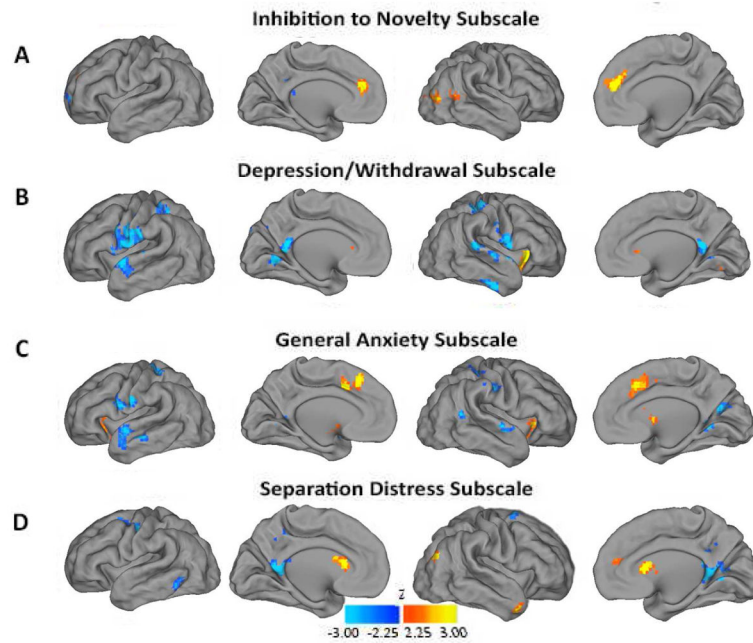 Inhibition to Novelty Subscale
A
Depression/Withdrawal Subscale
B
General Anxiety Subscale
C
Separation Distress Subscale
D
Z
-3.00 -2.25 2.25 3.00